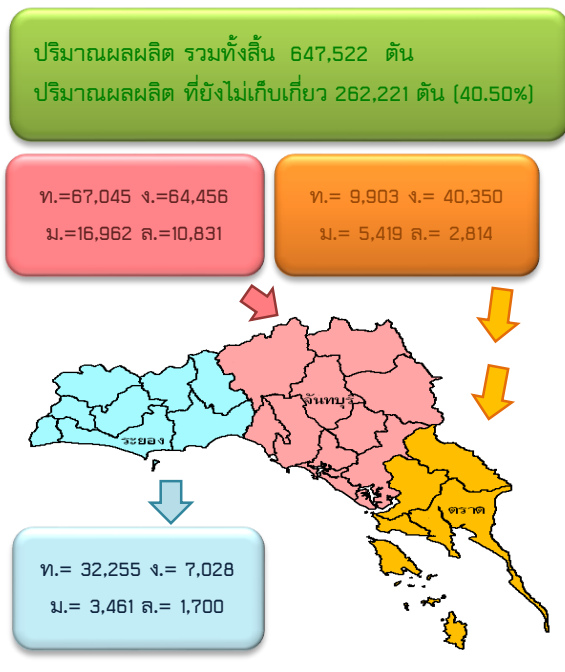 ปริมาณผลผลิต รวมทั้งสิ้น 647,522 ตัน
ปริมาณผลผลิต ที่ยังไม่เก็บเกี่ยว 262,221 ตัน (40.50%)
ท.=67,045 ง.=64,456
ม.=16,962 ล.=10,831
ท.= 9,903 ง.= 40,350
ม.= 5,419 ล.= 2,814
จันทบุรี
ระยอง
ตราด
ท.= 32,255 ง.= 7,028
ม.= 3,461 ล.= 1,700